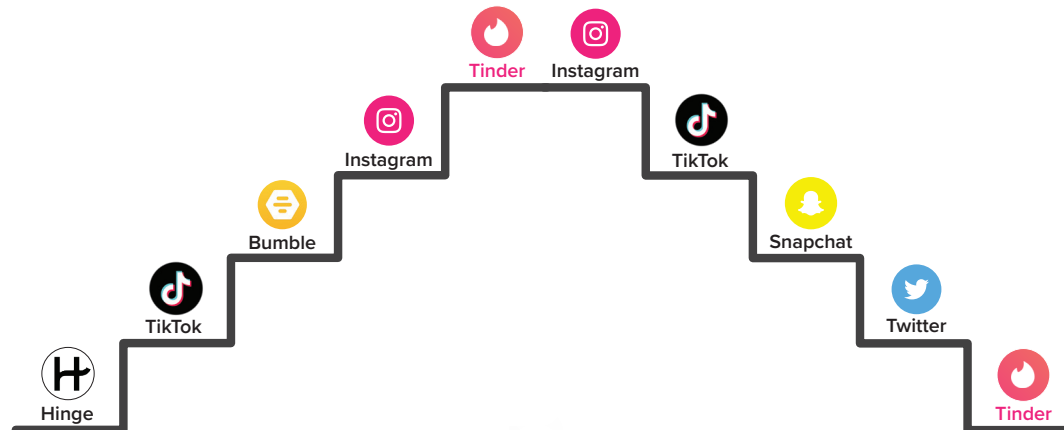 Tinder
Instagram
Instagram
TikTok
Bumble
Snapchat
TikTok
Twitter
Hinge
Tinder